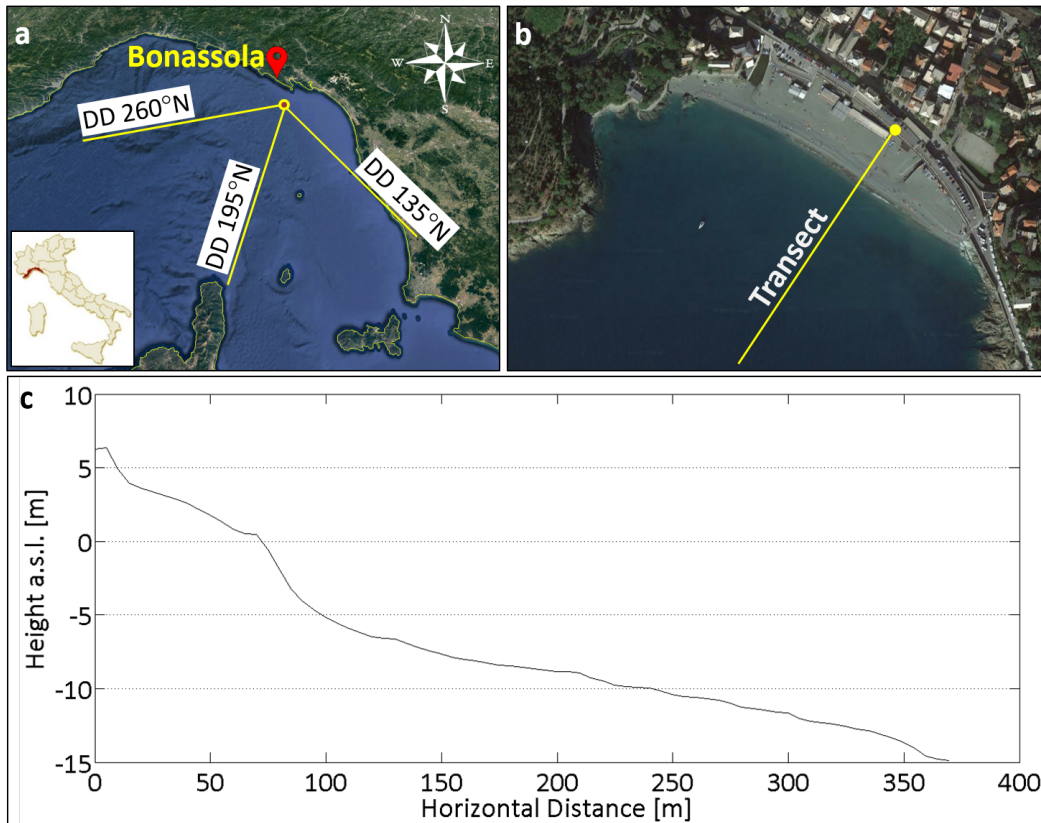 a
Bonassola
N
W
E
S
DD 260°N
DD 195°N
DD 135°N
b
Transect
c
Height a.s.l. [m]
10
5
0
-5
-10
-15
0
50
100
150
200
250
300
350
400
Horizontal Distance [m]